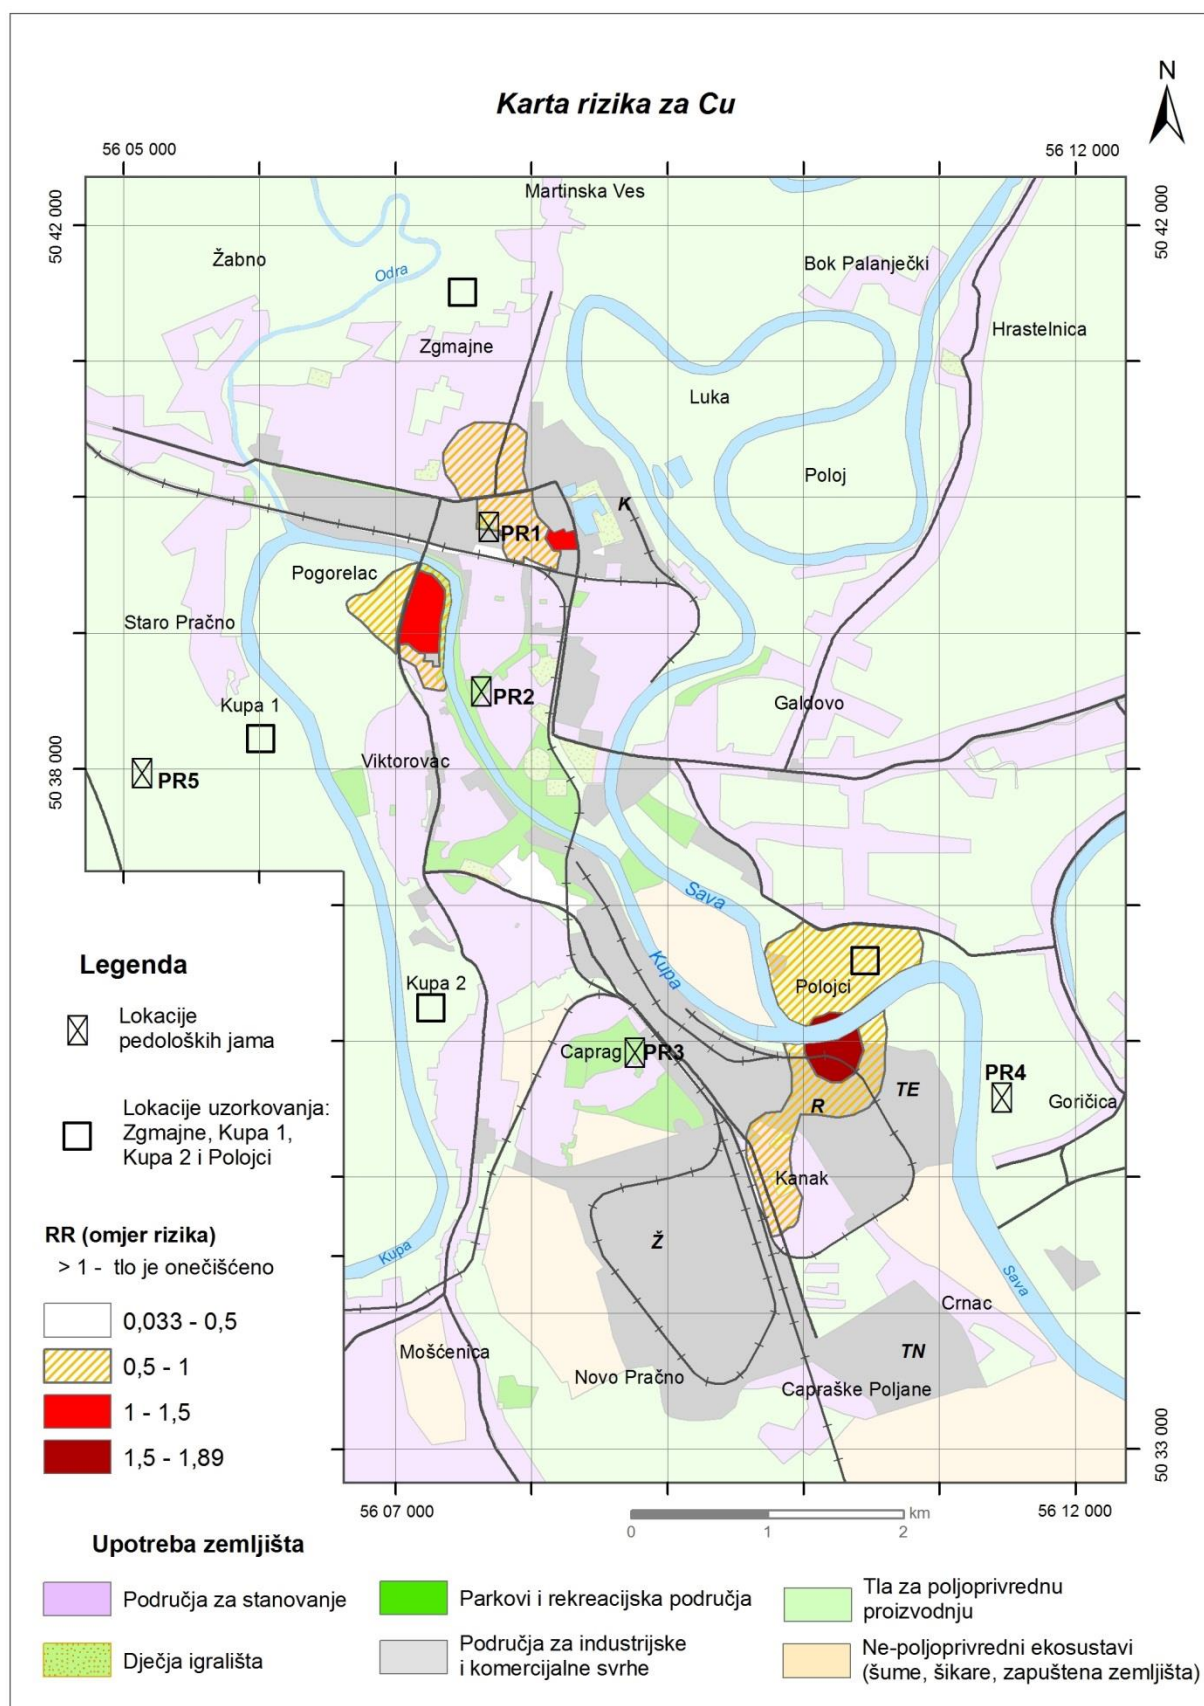 N
Karta rizika za Cu
56 05 000
56 12 000
Martinska Ves
50 42 000
50 42 000
Žabno
Odra
Bok Palanječki
Hrastelnica
Zgmajne
Luka
Poloj
K
PR1
Pogorelac
Staro Pračno
Kupa 1
PR2
Galdovo
Viktorovac
PR5
50 38 000
Sava
Kupa
Polojci
Kupa 2
Caprag
PR3
PR4
TE
R
Goričica
Kanak
Ž
Kupa
Sava
Crnac
Mošćenica
Novo Pračno
TN
Capraške Poljane
50 33 000
56 07 000
56 12 000
km
0
1
2
Legenda
Lokacije
pedoloških jama
Lokacije uzorkovanja:
Zgmajne, Kupa 1,
Kupa 2 i Polojci
RR (omjer rizika)
> 1 - tlo je onečišćeno
0,033 - 0,5
0,5 - 1
1 - 1,5
1,5 - 1,89
Upotreba zemljišta
Područja za stanovanje
Dječja igrališta
Parkovi i rekreacijska područja
Područja za industrijske
i komercijalne svrhe
Tla za poljoprivrednu
proizvodnju
Ne-poljoprivredni ekosustavi
(šume, šikare, zapuštena zemljišta)